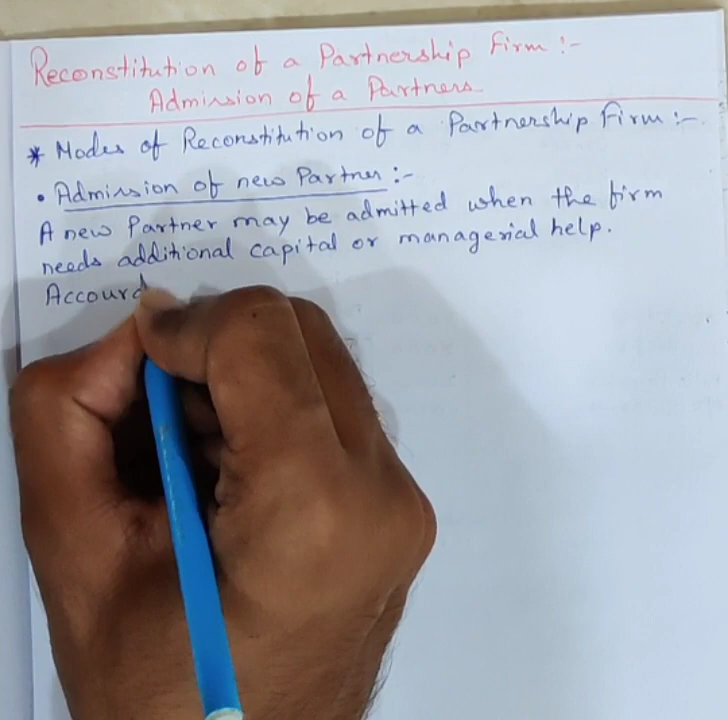 Reconstitution of a Partnership Firm :-
Admission of a Partners
* Modes of Reconstitution of a Partnership Firm :-
• Admission of new Partner :-
A new Partner may be admitted when the firm
needs additional capital or managerial help.
Accourd